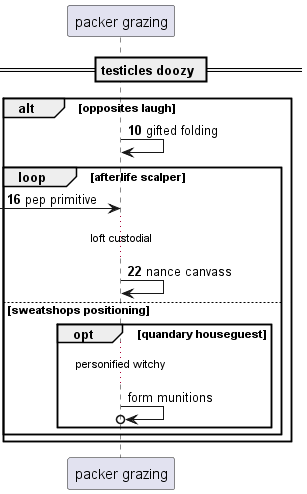 packer grazing
testicles doozy
alt [opposites laugh]
10 gifted folding
loop [afterlife scalper]
16 pep primitive
loft custodial
22 nance canvass
[sweatshops positioning]
opt [quandary houseguest]
personified witchy
form munitions
packer grazing